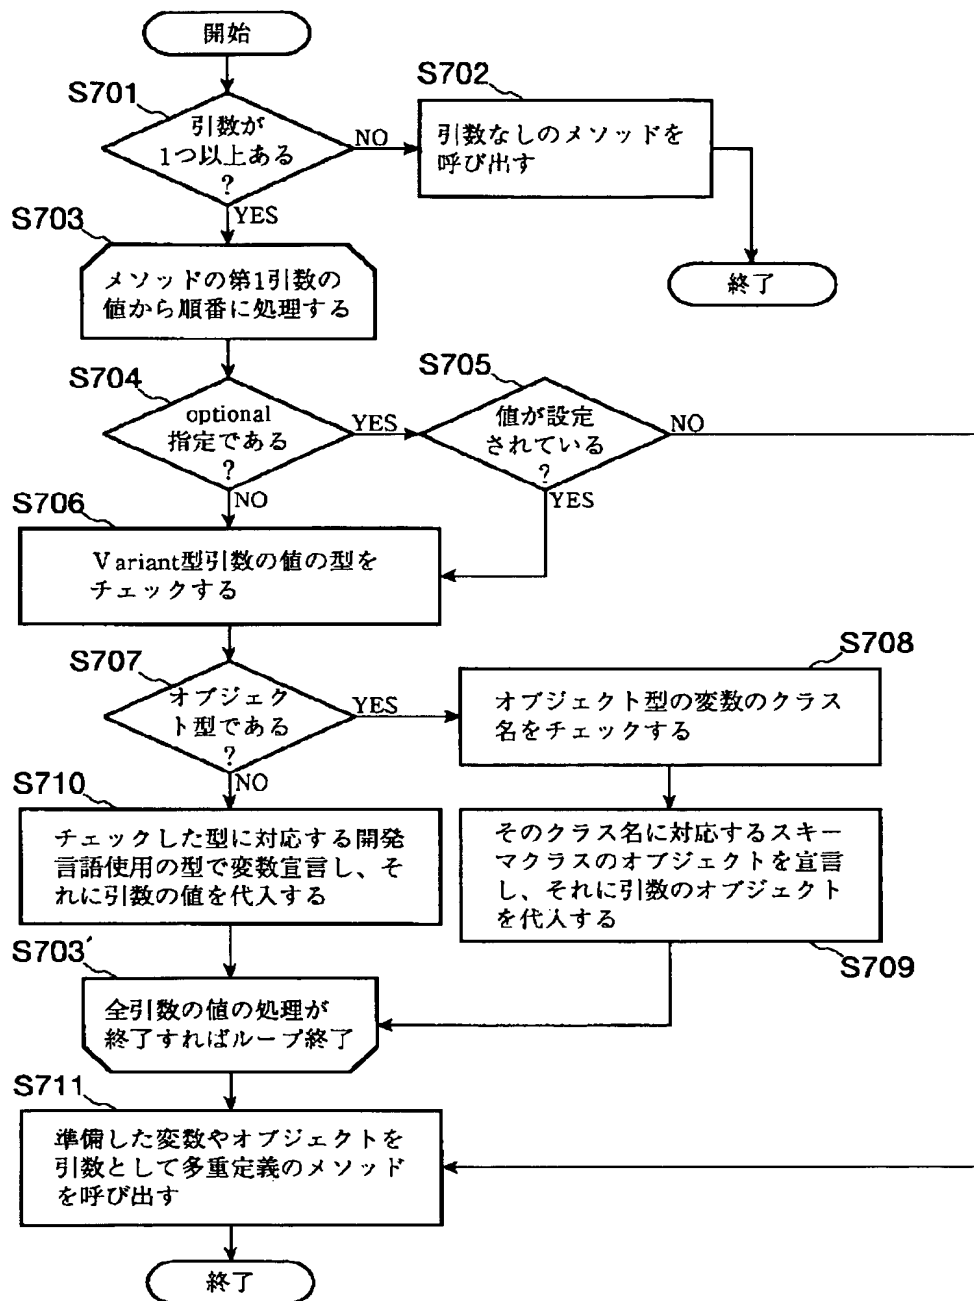 開始
S701
引数が
1つ以上ある
?
NO
YES
S702
引数なしのメソッドを
呼び出す
終了
S703
メソッドの第1引数の
値から順番に処理する
S704
optional
指定である
?
YES
NO
S705
値が設定
されている
?
NO
YES
S706
Variant型引数の値の型を
チェックする
S707
オブジェク
ト型である
?
YES
NO
S708
オブジェクト型の変数のクラス
名をチェックする
S710
チェックした型に対応する開発
言語使用の型で変数宣言し、そ
れに引数の値を代入する
そのクラス名に対応するスキー
マクラスのオブジェクトを宣言
し、それに引数のオブジェクト
を代入する
S709
S703′
全引数の値の処理が
終了すればループ終了
S711
準備した変数やオブジェクトを
引数として多重定義のメソッド
を呼び出す
終了